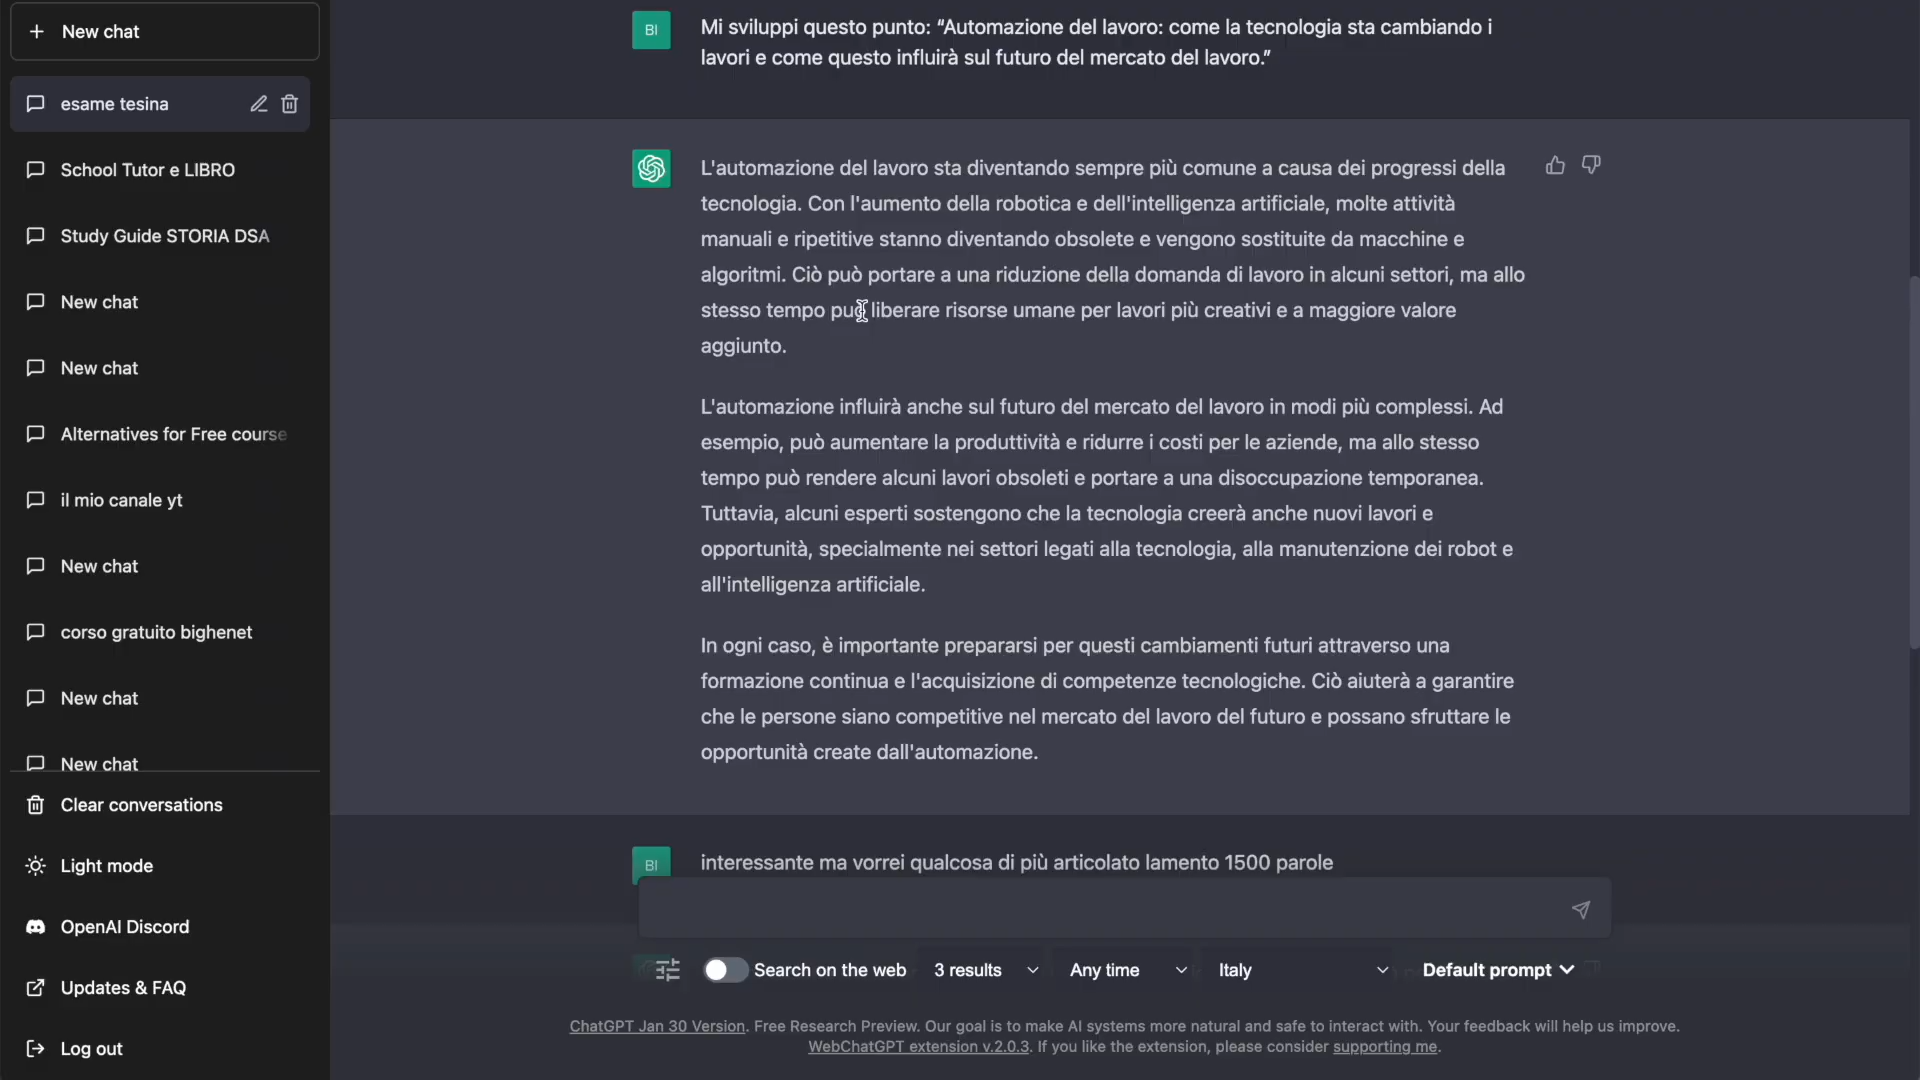 New chat
esame tesina
School Tutor e LIBRO
Study Guide STORIA DSA
New chat
New chat
Alternatives for Free course
il mio canale yt
New chat
corso gratuito bighenet
New chat
New chat
Clear conversations
Light mode
OpenAI Discord
Updates & FAQ
Log out
BI
Mi sviluppi questo punto: “Automazione del lavoro: come la tecnologia sta cambiando i
lavori e come questo influirà sul futuro del mercato del lavoro.”
L'automazione del lavoro sta diventando sempre più comune a causa dei progressi della
tecnologia. Con l'aumento della robotica e dell'intelligenza artificiale, molte attività
manuali e ripetitive stanno diventando obsolete e vengono sostituite da macchine e
algoritmi. Ciò può portare a una riduzione della domanda di lavoro in alcuni settori, ma allo
stesso tempo può liberare risorse umane per lavori più creativi e a maggiore valore
aggiunto.
L'automazione influirà anche sul futuro del mercato del lavoro in modi più complessi. Ad
esempio, può aumentare la produttività e ridurre i costi per le aziende, ma allo stesso
tempo può rendere alcuni lavori obsoleti e portare a una disoccupazione temporanea.
Tuttavia, alcuni esperti sostengono che la tecnologia creerà anche nuovi lavori e
opportunità, specialmente nei settori legati alla tecnologia, alla manutenzione dei robot e
all'intelligenza artificiale.
In ogni caso, è importante prepararsi per questi cambiamenti futuri attraverso una
formazione continua e l'acquisizione di competenze tecnologiche. Ciò aiuterà a garantire
che le persone siano competitive nel mercato del lavoro del futuro e possano sfruttare le
opportunità create dall'automazione.
BI
interessante ma vorrei qualcosa di più articolato lamento 1500 parole
Search on the web 3 results Any time Italy Default prompt
ChatGPT Jan 30 Version. Free Research Preview. Our goal is to make AI systems more natural and safe to interact with. Your feedback will help us improve.
WebChatGPT extension v.2.0.3. If you like the extension, please consider supporting me.